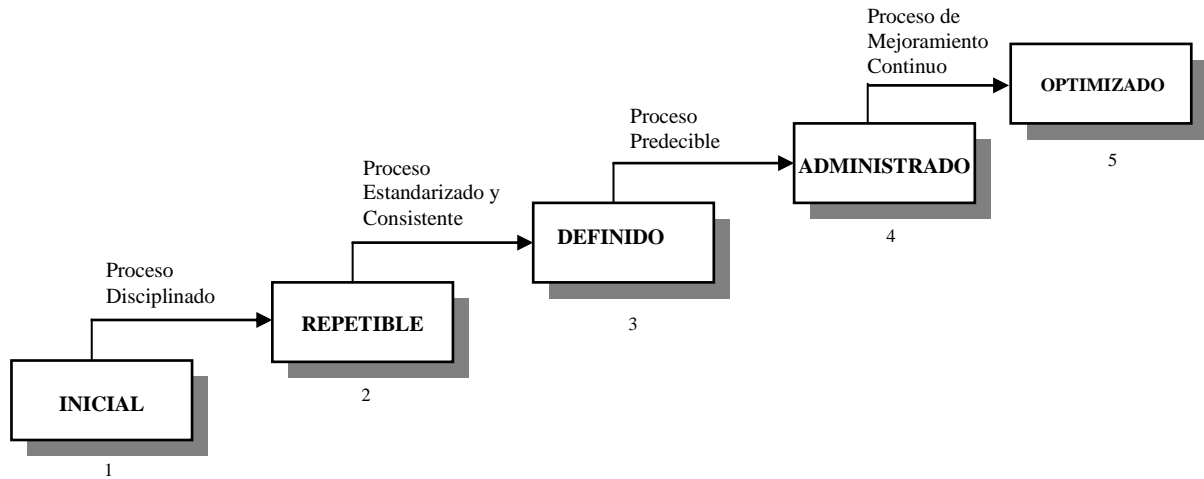 Proceso de
Mejoramiento
Continuo
OPTIMIZADO
5
Proceso
Predecible
ADMINISTRADO
4
Proceso
Estandarizado y
Consistente
DEFINIDO
3
Proceso
Disciplinado
REPETIBLE
2
INICIAL
1